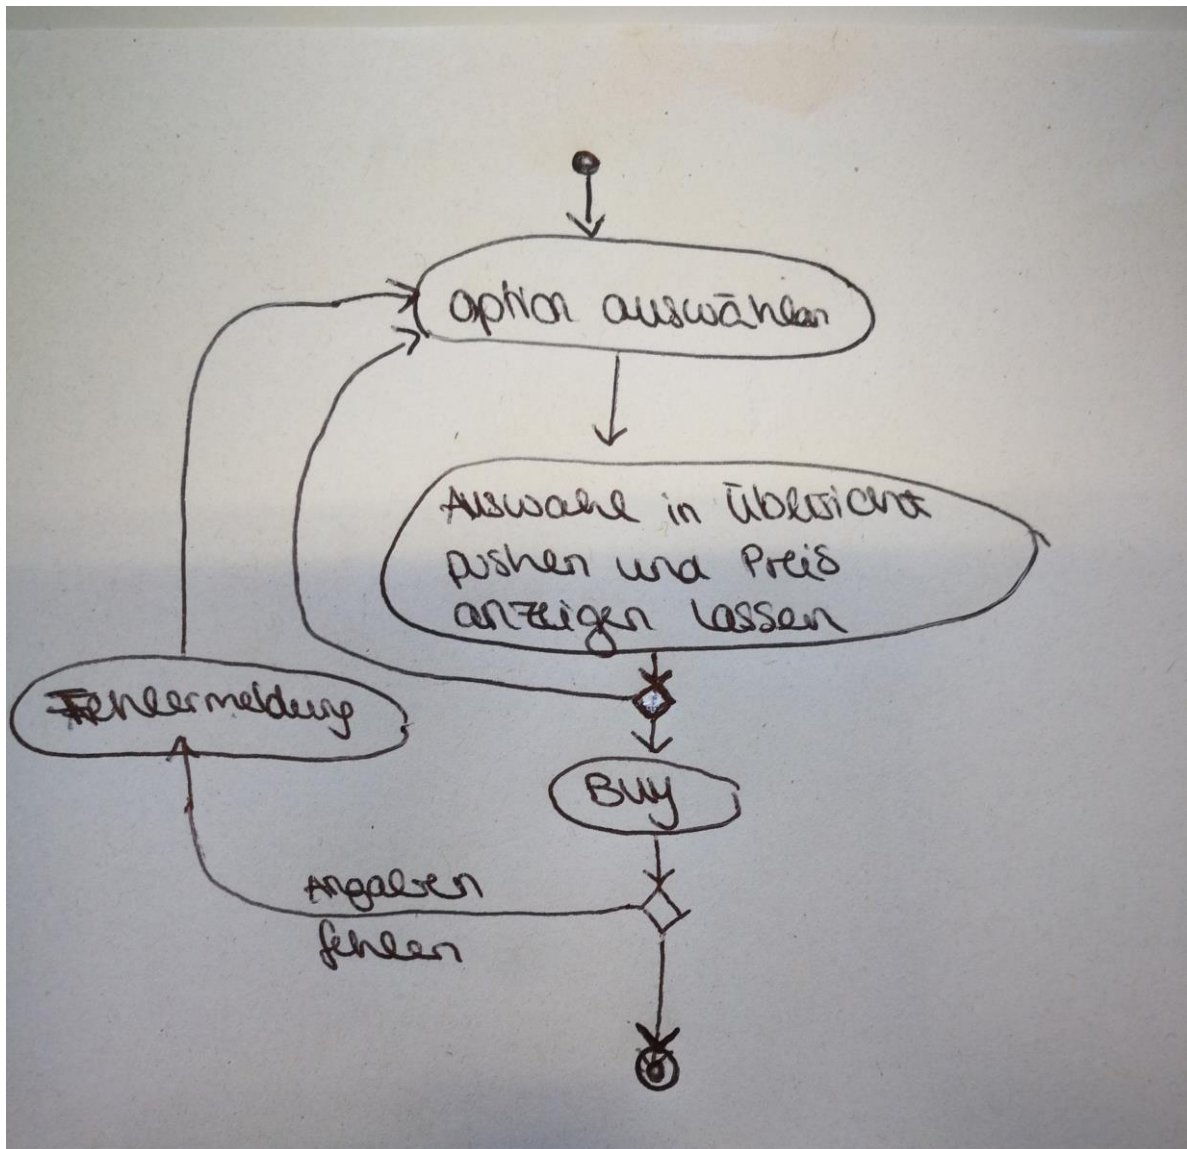 option auswählen
Auswahl in Übersicht
pushen und Preis
anzeigen lassen
Fehlermeldung
Buy
Angaben
fehlen